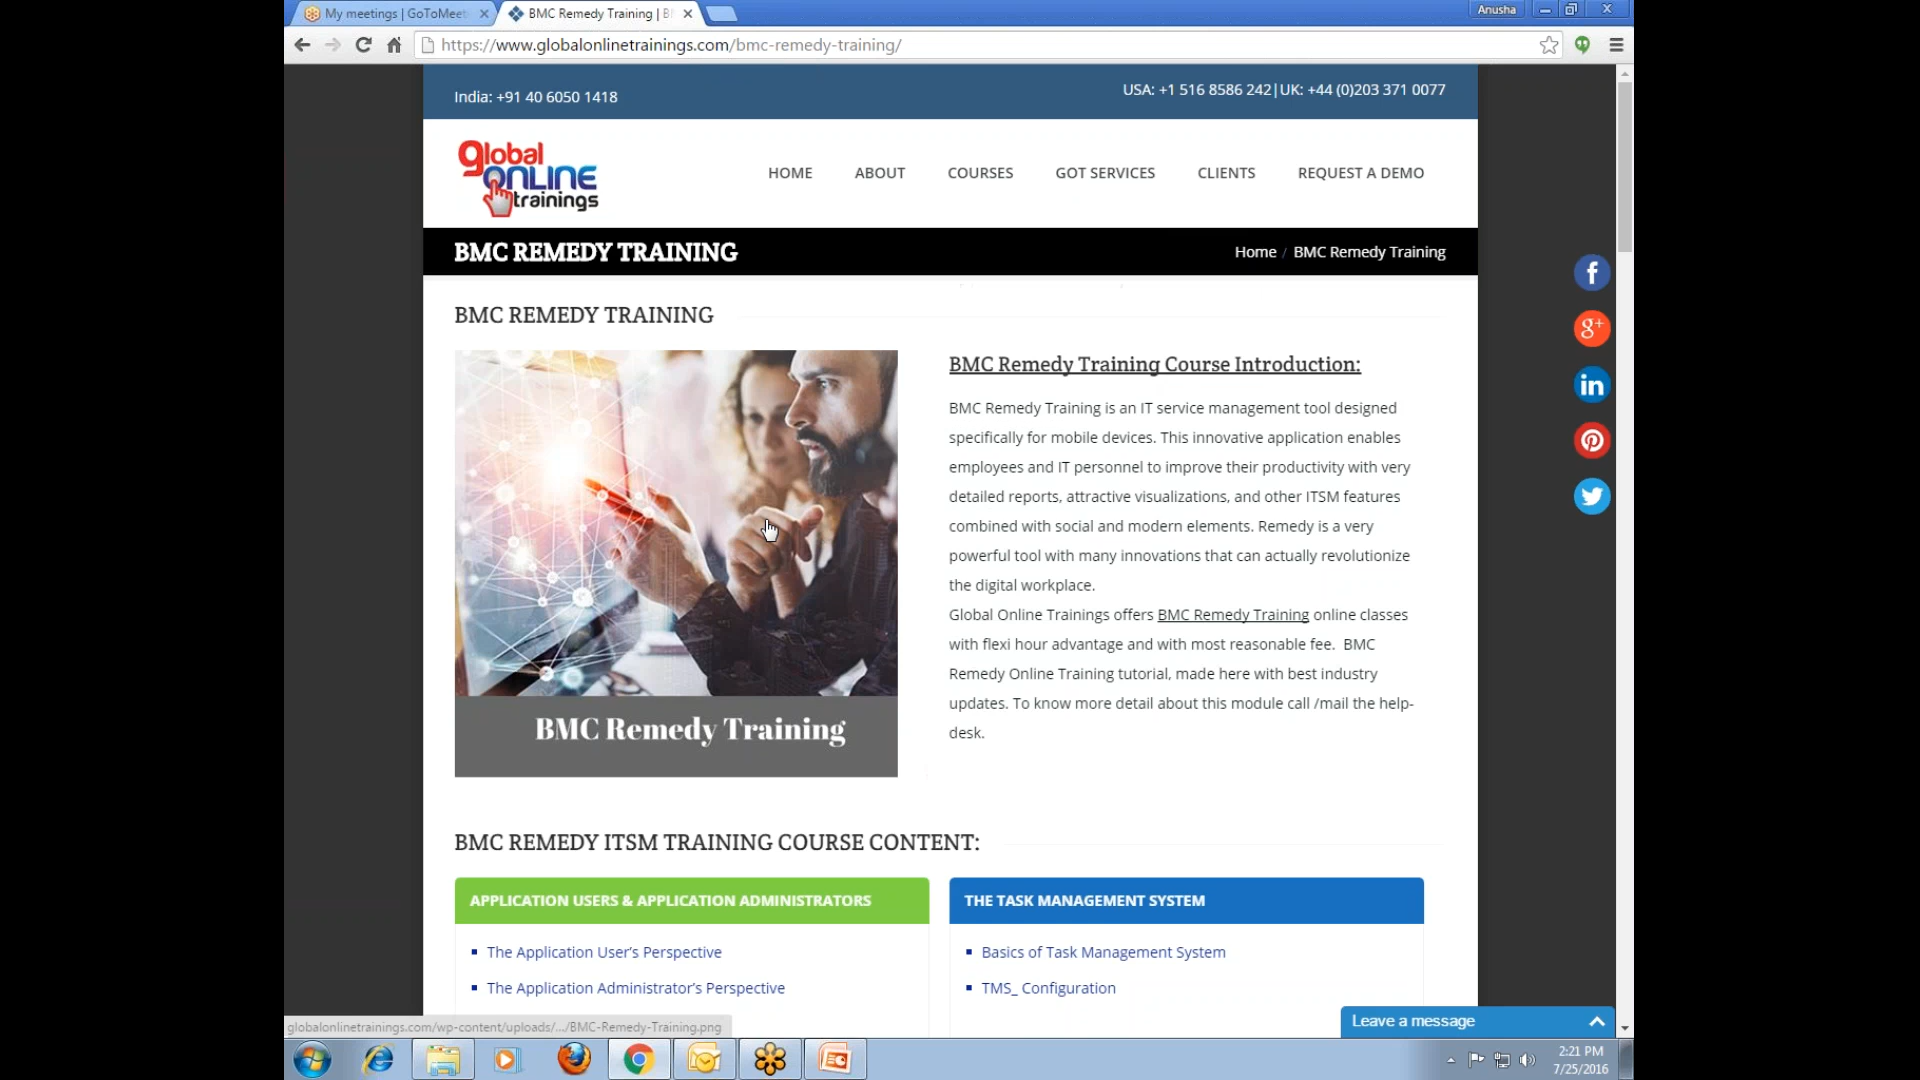 My meetings | GoToMeet
BMC Remedy Training | B
Anusha
https://www.globalonlinetrainings.com/bmc-remedy-training/
India: +91 40 6050 1418
USA: +1 516 8586 242|UK: +44 (0)203 371 0077
global
ONLINE
trainings
HOME ABOUT COURSES GOT SERVICES CLIENTS REQUEST A DEMO
BMC REMEDY TRAINING
Home / BMC Remedy Training
BMC REMEDY TRAINING
BMC Remedy Training
BMC Remedy Training Course Introduction:
BMC Remedy Training is an IT service management tool designed
specifically for mobile devices. This innovative application enables
employees and IT personnel to improve their productivity with very
detailed reports, attractive visualizations, and other ITSM features
combined with social and modern elements. Remedy is a very
powerful tool with many innovations that can actually revolutionize
the digital workplace.
Global Online Trainings offers BMC Remedy Training online classes
with flexi hour advantage and with most reasonable fee. BMC
Remedy Online Training tutorial, made here with best industry
updates. To know more detail about this module call /mail the help-
desk.
f
g+
in
BMC REMEDY ITSM TRAINING COURSE CONTENT:
APPLICATION USERS & APPLICATION ADMINISTRATORS
The Application User's Perspective
The Application Administrator's Perspective
THE TASK MANAGEMENT SYSTEM
Basics of Task Management System
TMS_ Configuration
Leave a message
globalonlinetrainings.com/wp-content/uploads/.../BMC-Remedy-Training.png
2:21 PM
7/25/2016